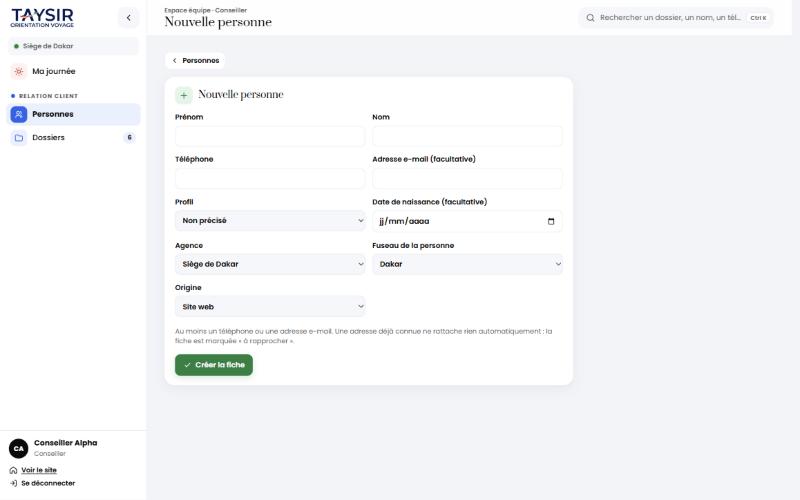 TAYSIR
ORIENTATION VOYAGE
Siège de Dakar
Ma journée
RELATION CLIENT
Personnes
Dossiers
6
Conseiller Alpha
Conseiller
CA
Voir le site
Se déconnecter
Espace équipe · Conseiller
Nouvelle personne
Rechercher un dossier, un nom, un tél...
Ctrl K
Personnes
Nouvelle personne
Prénom
Nom
Téléphone
Adresse e-mail (facultative)
Profil
Date de naissance (facultative)
Non précisé
jj/mm/aaaa
Agence
Fuseau de la personne
Siège de Dakar
Dakar
Origine
Site web
Au moins un téléphone ou une adresse e-mail. Une adresse déjà connue ne rattache rien automatiquement : la
fiche est marquée « à rapprocher ».
Créer la fiche